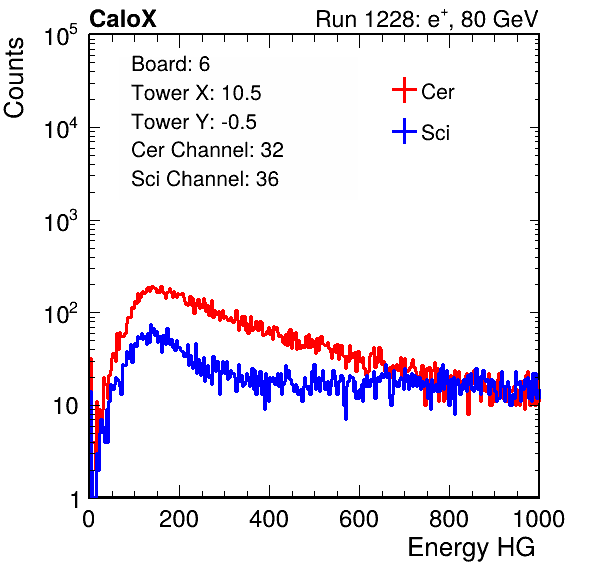 CaloX Run 1228: e⁺, 80 GeV
Counts
Board: 6
Tower X: 10.5
Tower Y: -0.5
Cer Channel: 32
Sci Channel: 36
Cer
Sci
10⁵
10⁴
10³
10²
10
1
0 200 400 600 800 1000
Energy HG